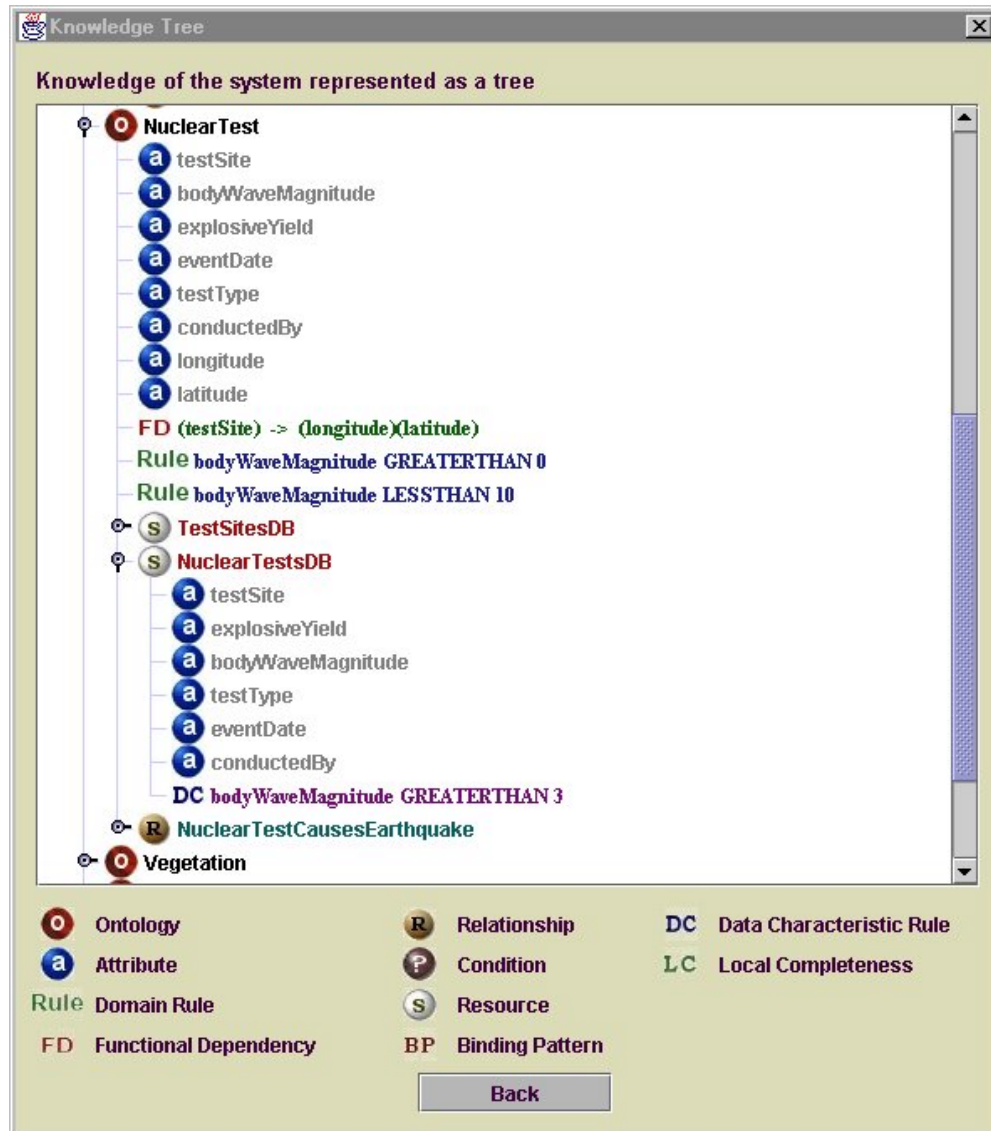 Knowledge Tree
Knowledge of the system represented as a tree
O NuclearTest
a testSite
a bodyWaveMagnitude
a explosiveYield
a eventDate
a testType
a conductedBy
a longitude
a latitude
FD (testSite) -> (longitude)(latitude)
Rule bodyWaveMagnitude GREATERTHAN 0
Rule bodyWaveMagnitude LESSTHAN 10
S TestSitesDB
S NuclearTestsDB
a testSite
a explosiveYield
a bodyWaveMagnitude
a testType
a eventDate
a conductedBy
DC bodyWaveMagnitude GREATERTHAN 3
R NuclearTestCausesEarthquake
O Vegetation
O Ontology R Relationship DC Data Characteristic Rule
a Attribute ? Condition LC Local Completeness
Rule Domain Rule S Resource
FD Functional Dependency BP Binding Pattern
Back